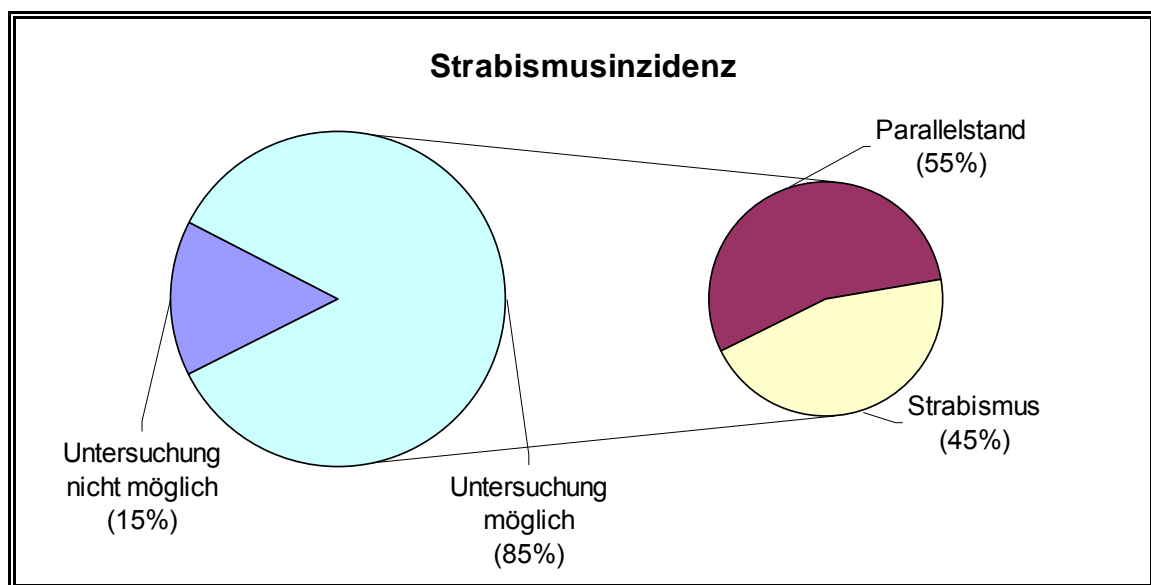 Strabismusinzidenz
Parallelstand
(55%)
Strabismus
(45%)
Untersuchung
nicht möglich
(15%)
Untersuchung
möglich
(85%)